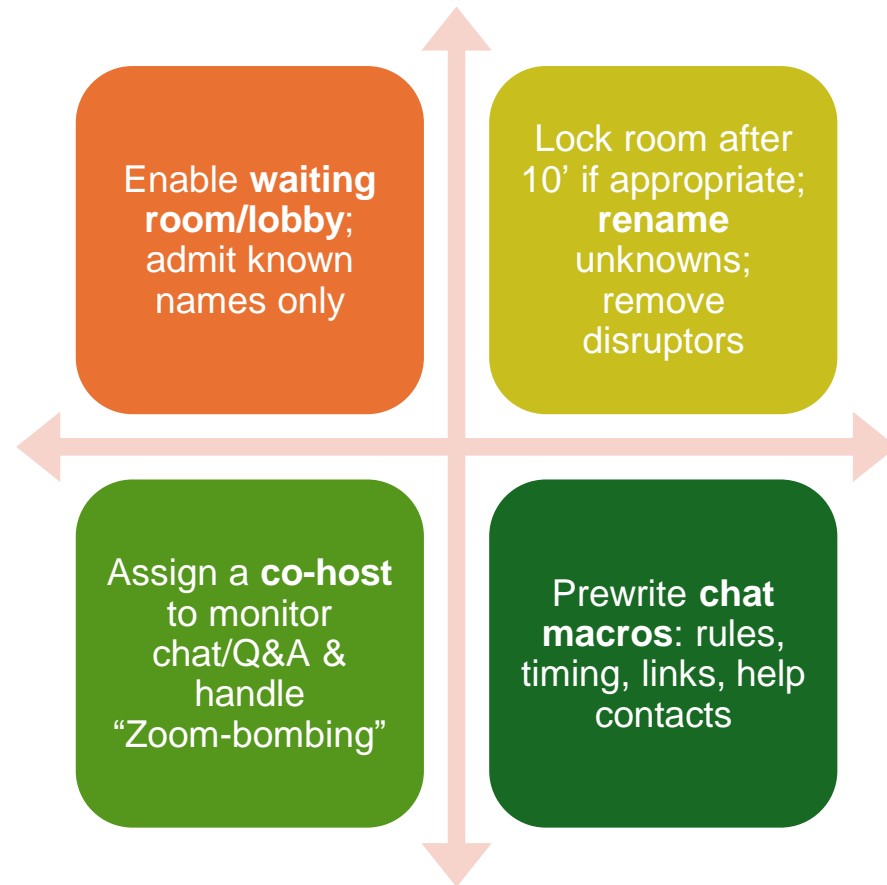 Enable waiting
room/lobby;
admit known
names only
Lock room after
10’ if appropriate;
rename
unknowns;
remove
disruptors
Assign a co-host
to monitor
chat/Q&A &
handle
“Zoom-bombing”
Prewrite chat
macros: rules,
timing, links, help
contacts